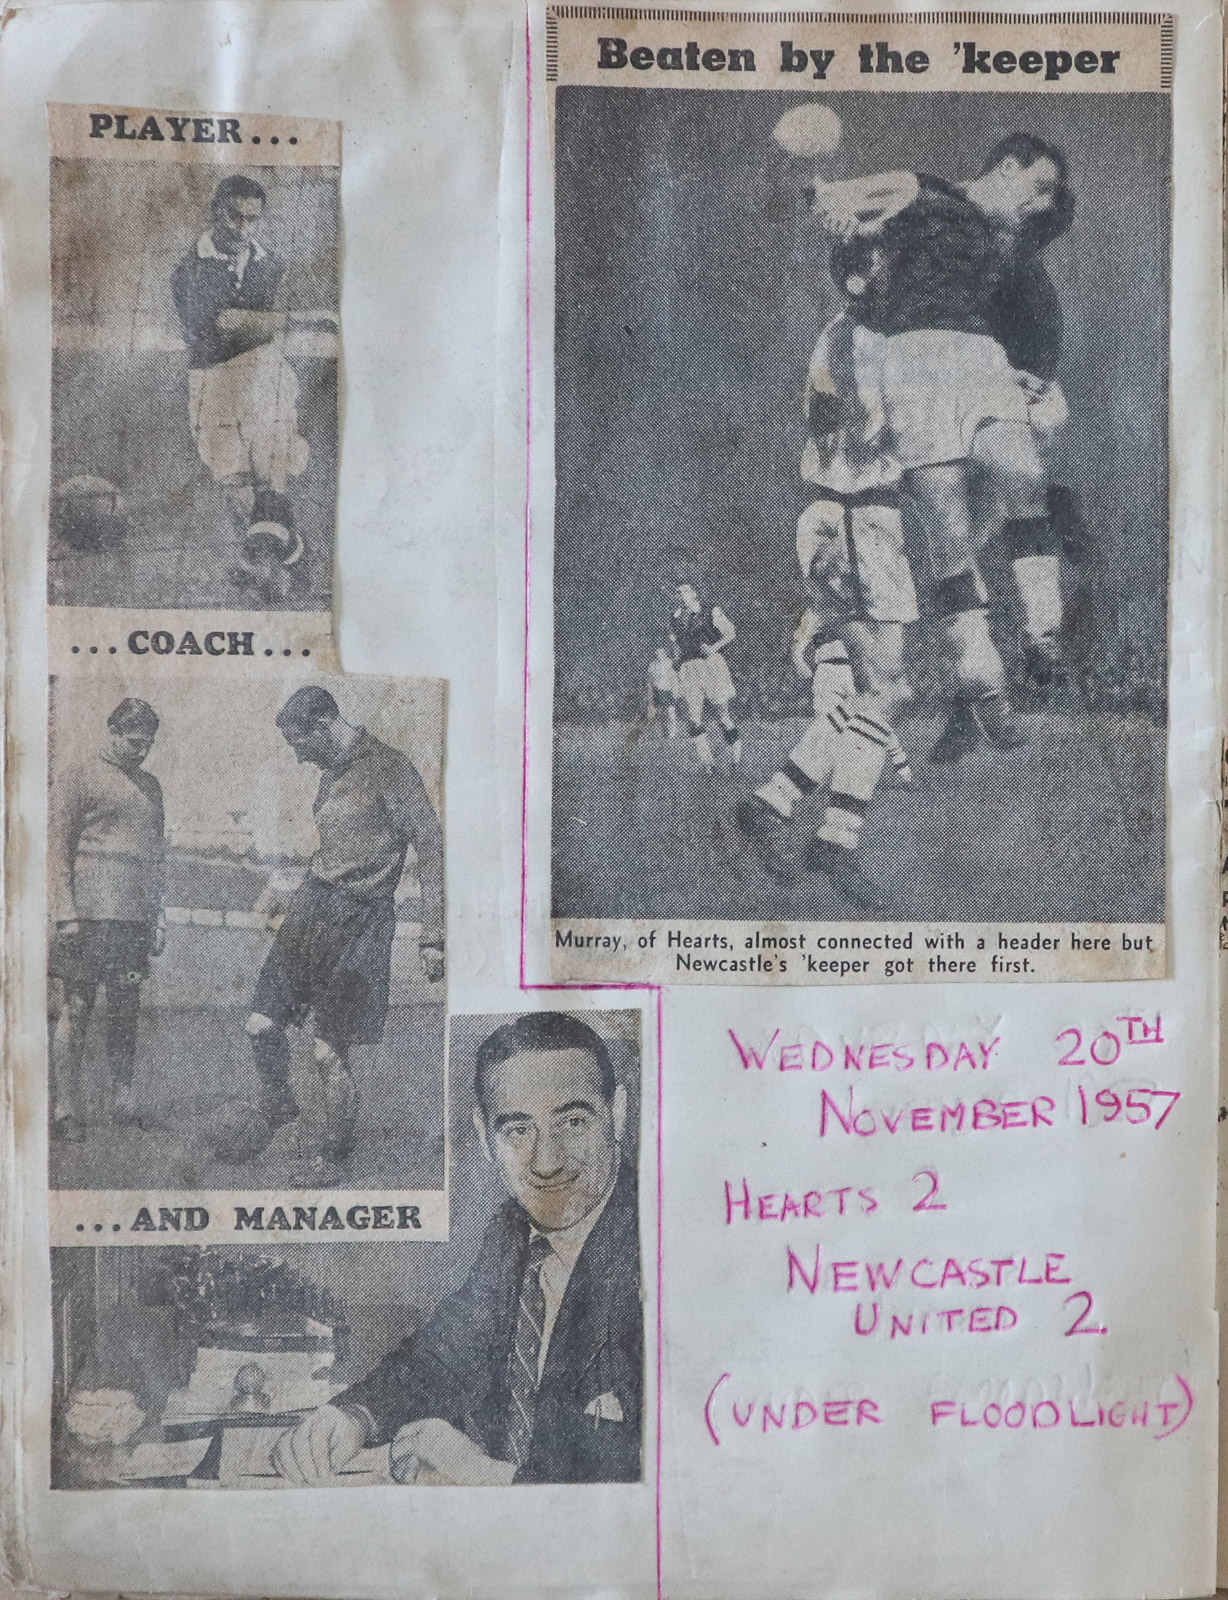 PLAYER...
...COACH...
...AND MANAGER
Beaten by the 'keeper
Murray, of Hearts, almost connected with a header here but
Newcastle's 'keeper got there first.
WEDNESDAY 20TH
NOVEMBER 1957
HEARTS 2
NEWCASTLE
UNITED 2.
(UNDER FLOODLIGHT)